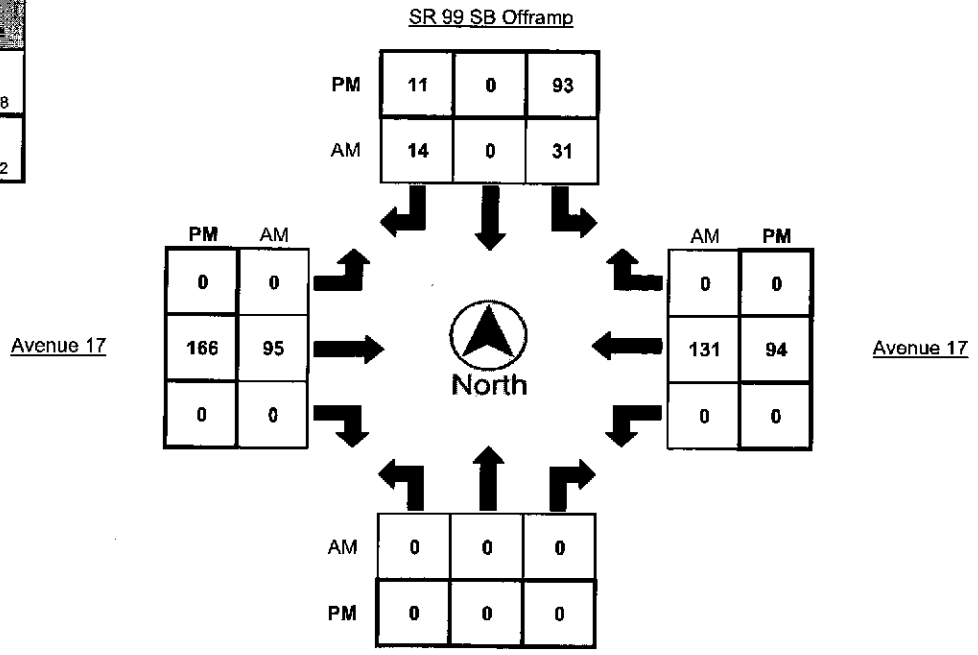 SR 99 SB Offramp
PM 11 0 93
8
AM 14 0 31
2
PM AM
AM PM
0 0
0 0
Avenue 17
166 95
North
131 94
Avenue 17
0 0
0 0
AM 0 0 0
PM 0 0 0